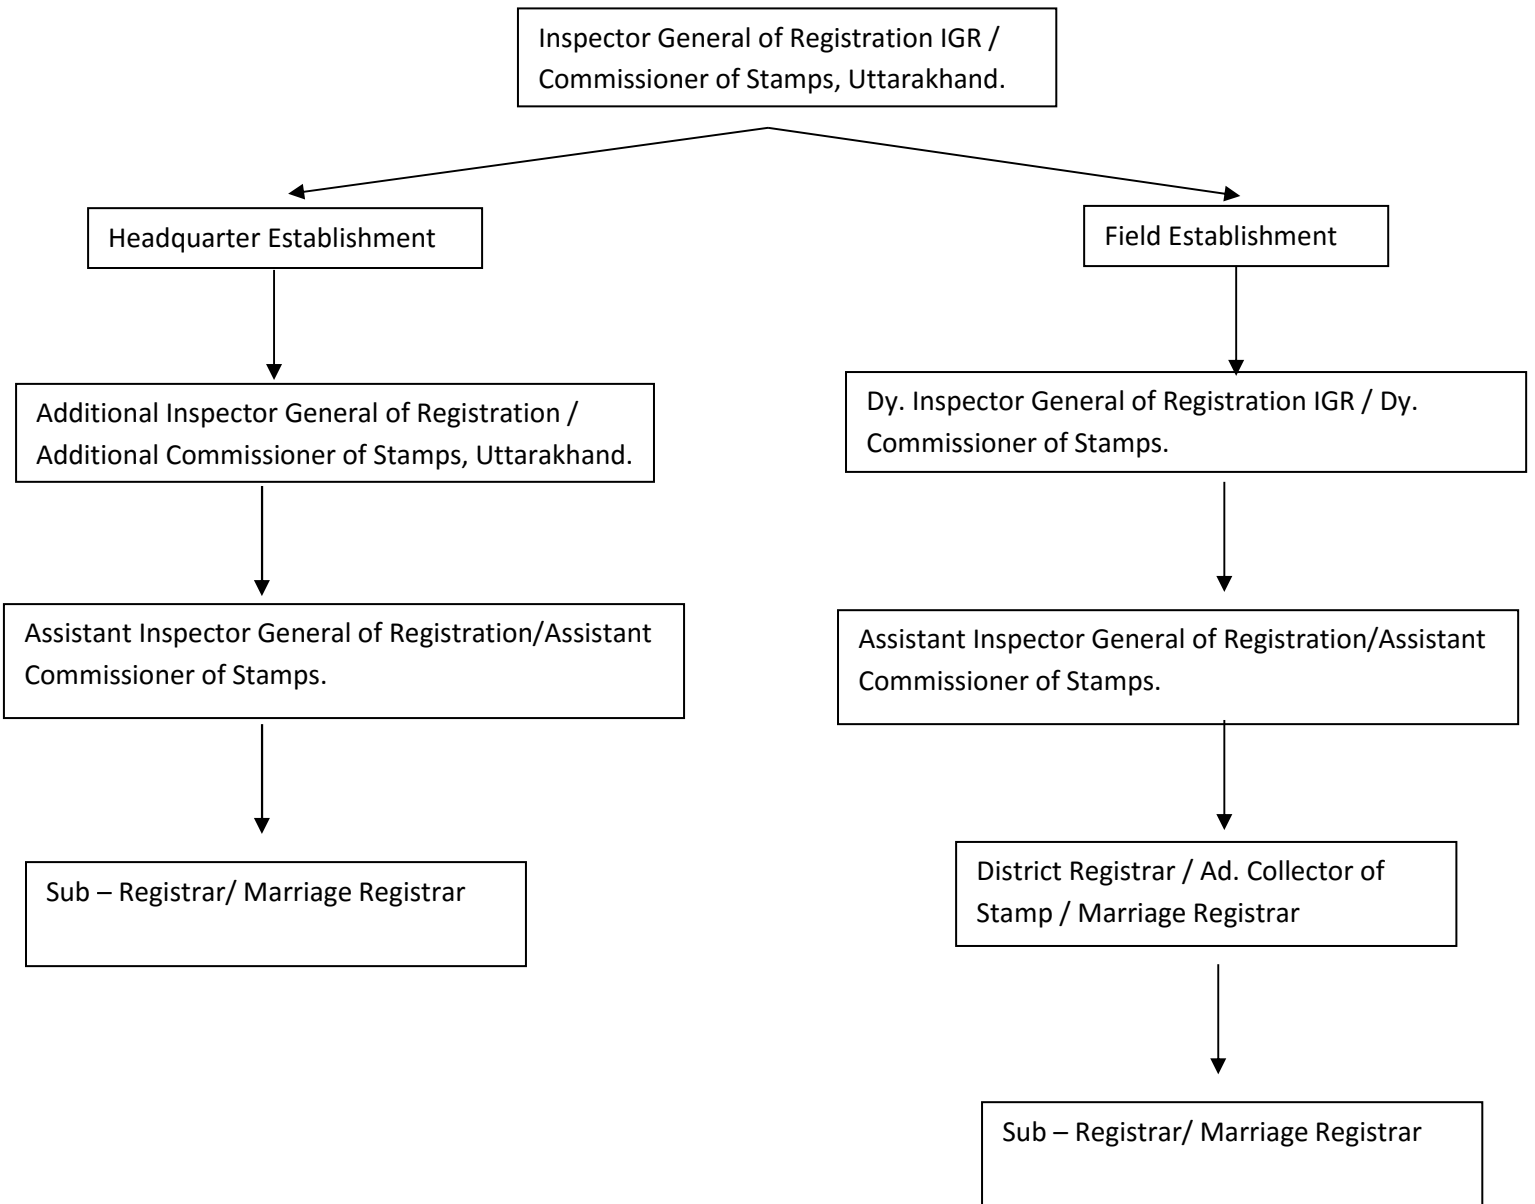 Inspector General of Registration IGR /
Commissioner of Stamps, Uttarakhand.
Headquarter Establishment
Field Establishment
Additional Inspector General of Registration /
Additional Commissioner of Stamps, Uttarakhand.
Dy. Inspector General of Registration IGR / Dy.
Commissioner of Stamps.
Assistant Inspector General of Registration/Assistant
Commissioner of Stamps.
Assistant Inspector General of Registration/Assistant
Commissioner of Stamps.
Sub – Registrar/ Marriage Registrar
District Registrar / Ad. Collector of
Stamp / Marriage Registrar
Sub – Registrar/ Marriage Registrar